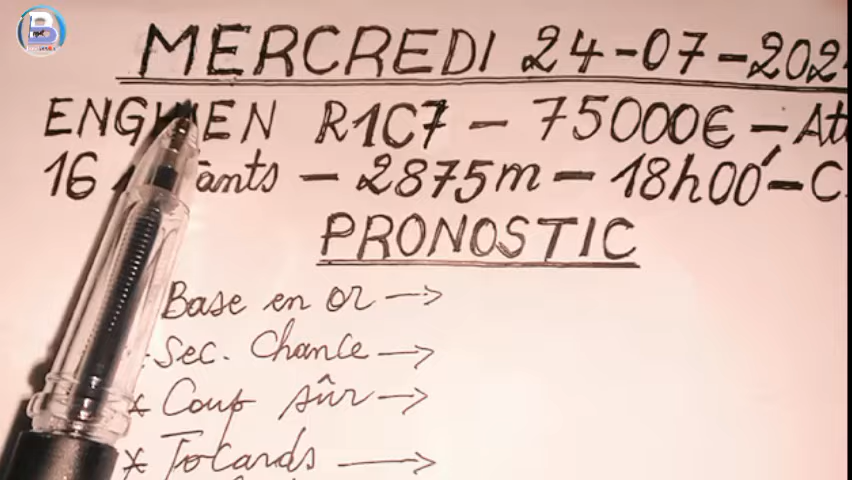 MERCREDI 24-07-202
ENGHIEN R1C7 - 75000€ - At
16 - 2875m - 18h00' - C
PRONOSTIC
Base en or →
Sec. Chance →
* Coup sûr →
* Tocards →